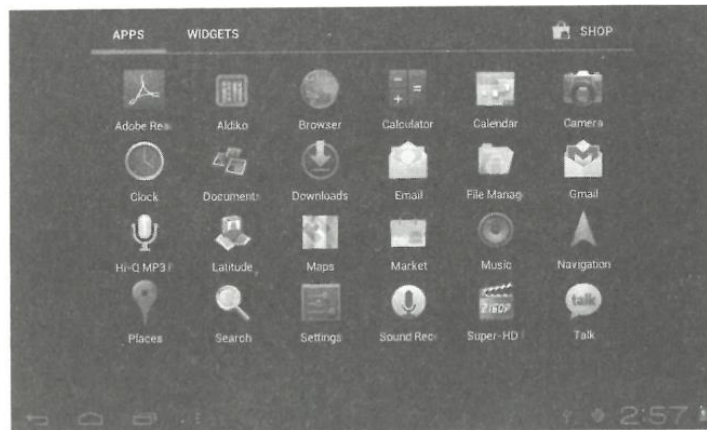 APPS WIDGETS SHOP
Adobe Rea Aldiko Browser Calculator Calendar Camera
Clock Documents Downloads Email File Manag Gmail
Hi-Q MP3 Latitude Maps Market Music Navigation
2160P talk
Places Search Settings Sound Rec Super-HD Talk
2:57